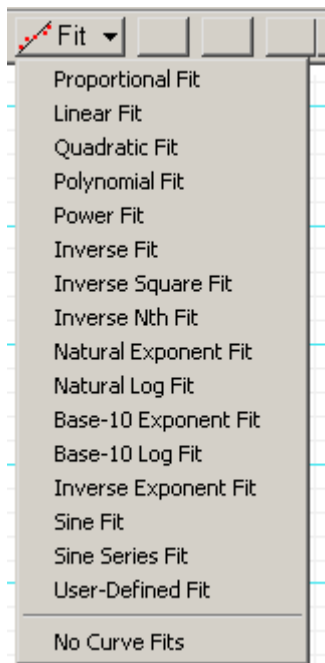 Fit
Proportional Fit
Linear Fit
Quadratic Fit
Polynomial Fit
Power Fit
Inverse Fit
Inverse Square Fit
Inverse Nth Fit
Natural Exponent Fit
Natural Log Fit
Base-10 Exponent Fit
Base-10 Log Fit
Inverse Exponent Fit
Sine Fit
Sine Series Fit
User-Defined Fit
No Curve Fits